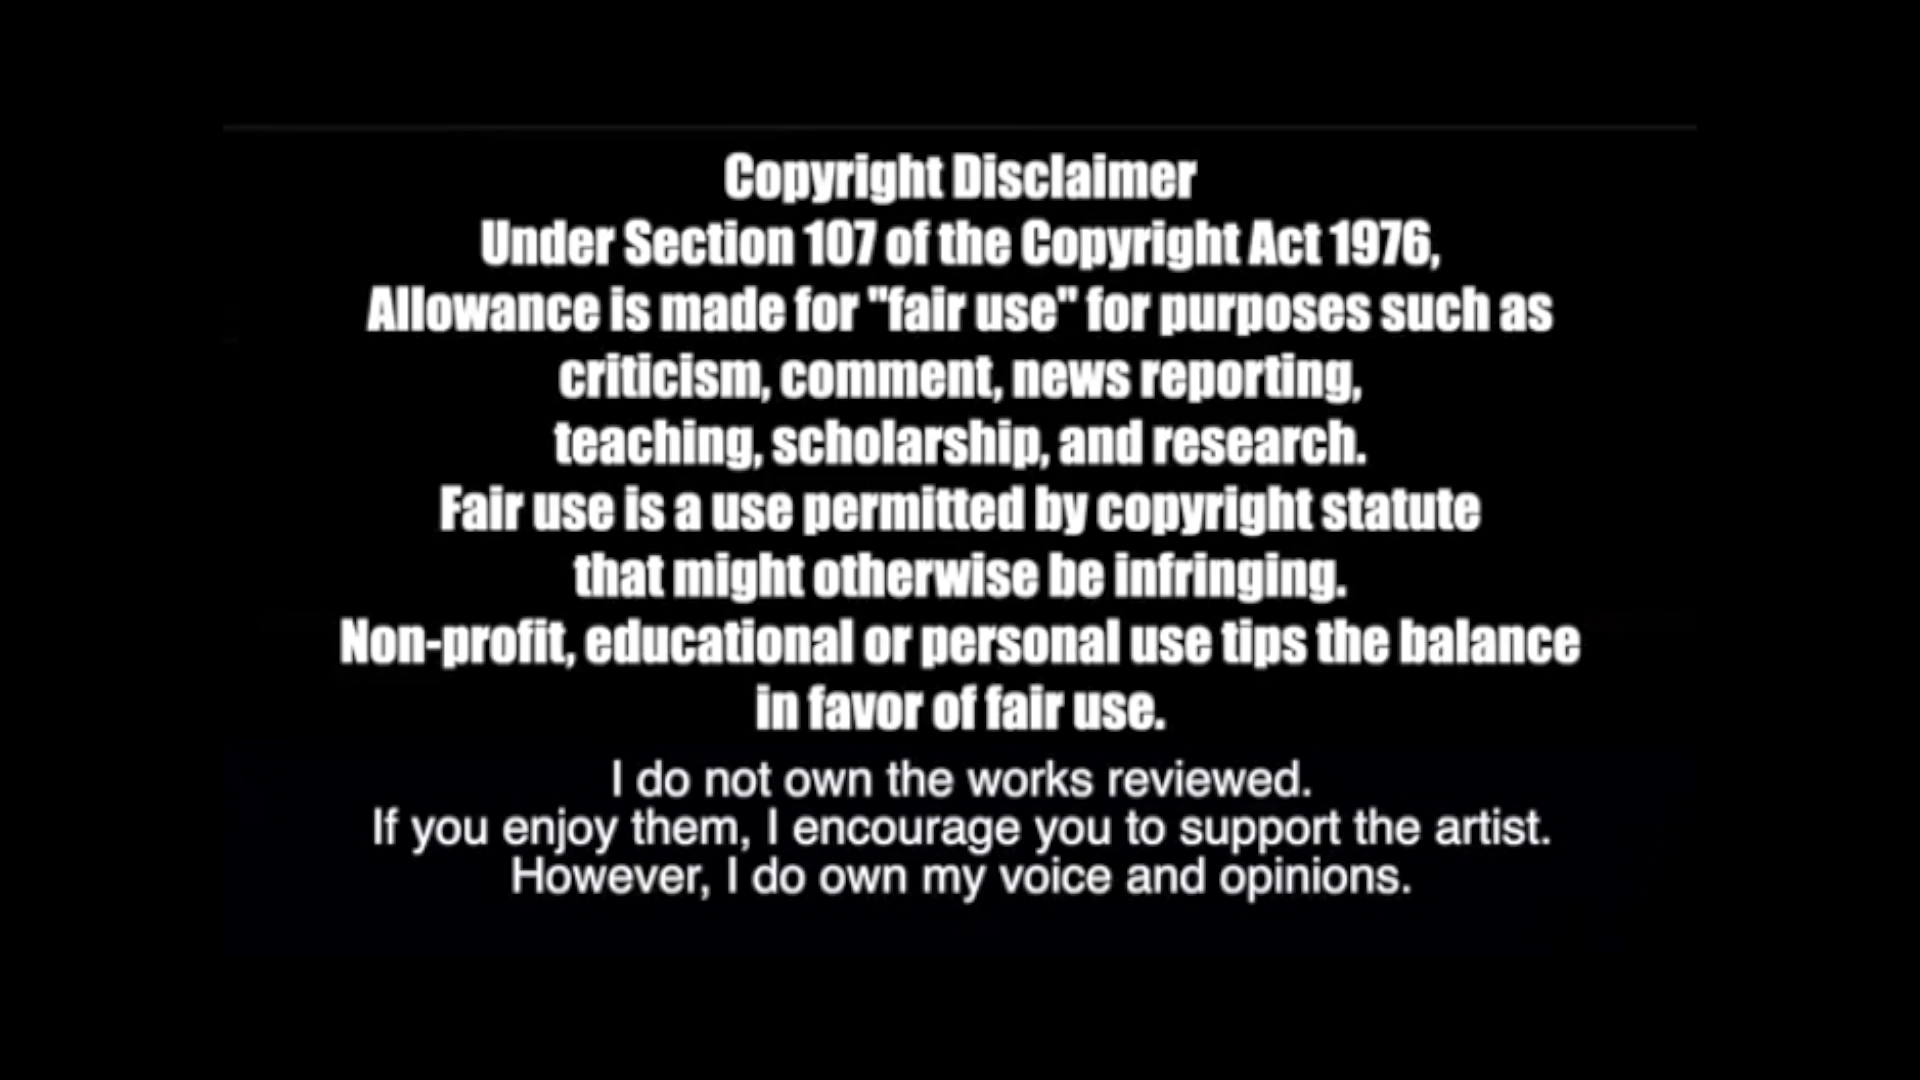 Copyright Disclaimer
Under Section 107 of the Copyright Act 1976,
Allowance is made for "fair use" for purposes such as
criticism, comment, news reporting,
teaching, scholarship, and research.
Fair use is a use permitted by copyright statute
that might otherwise be infringing.
Non-profit, educational or personal use tips the balance
in favor of fair use.
I do not own the works reviewed.
If you enjoy them, I encourage you to support the artist.
However, I do own my voice and opinions.